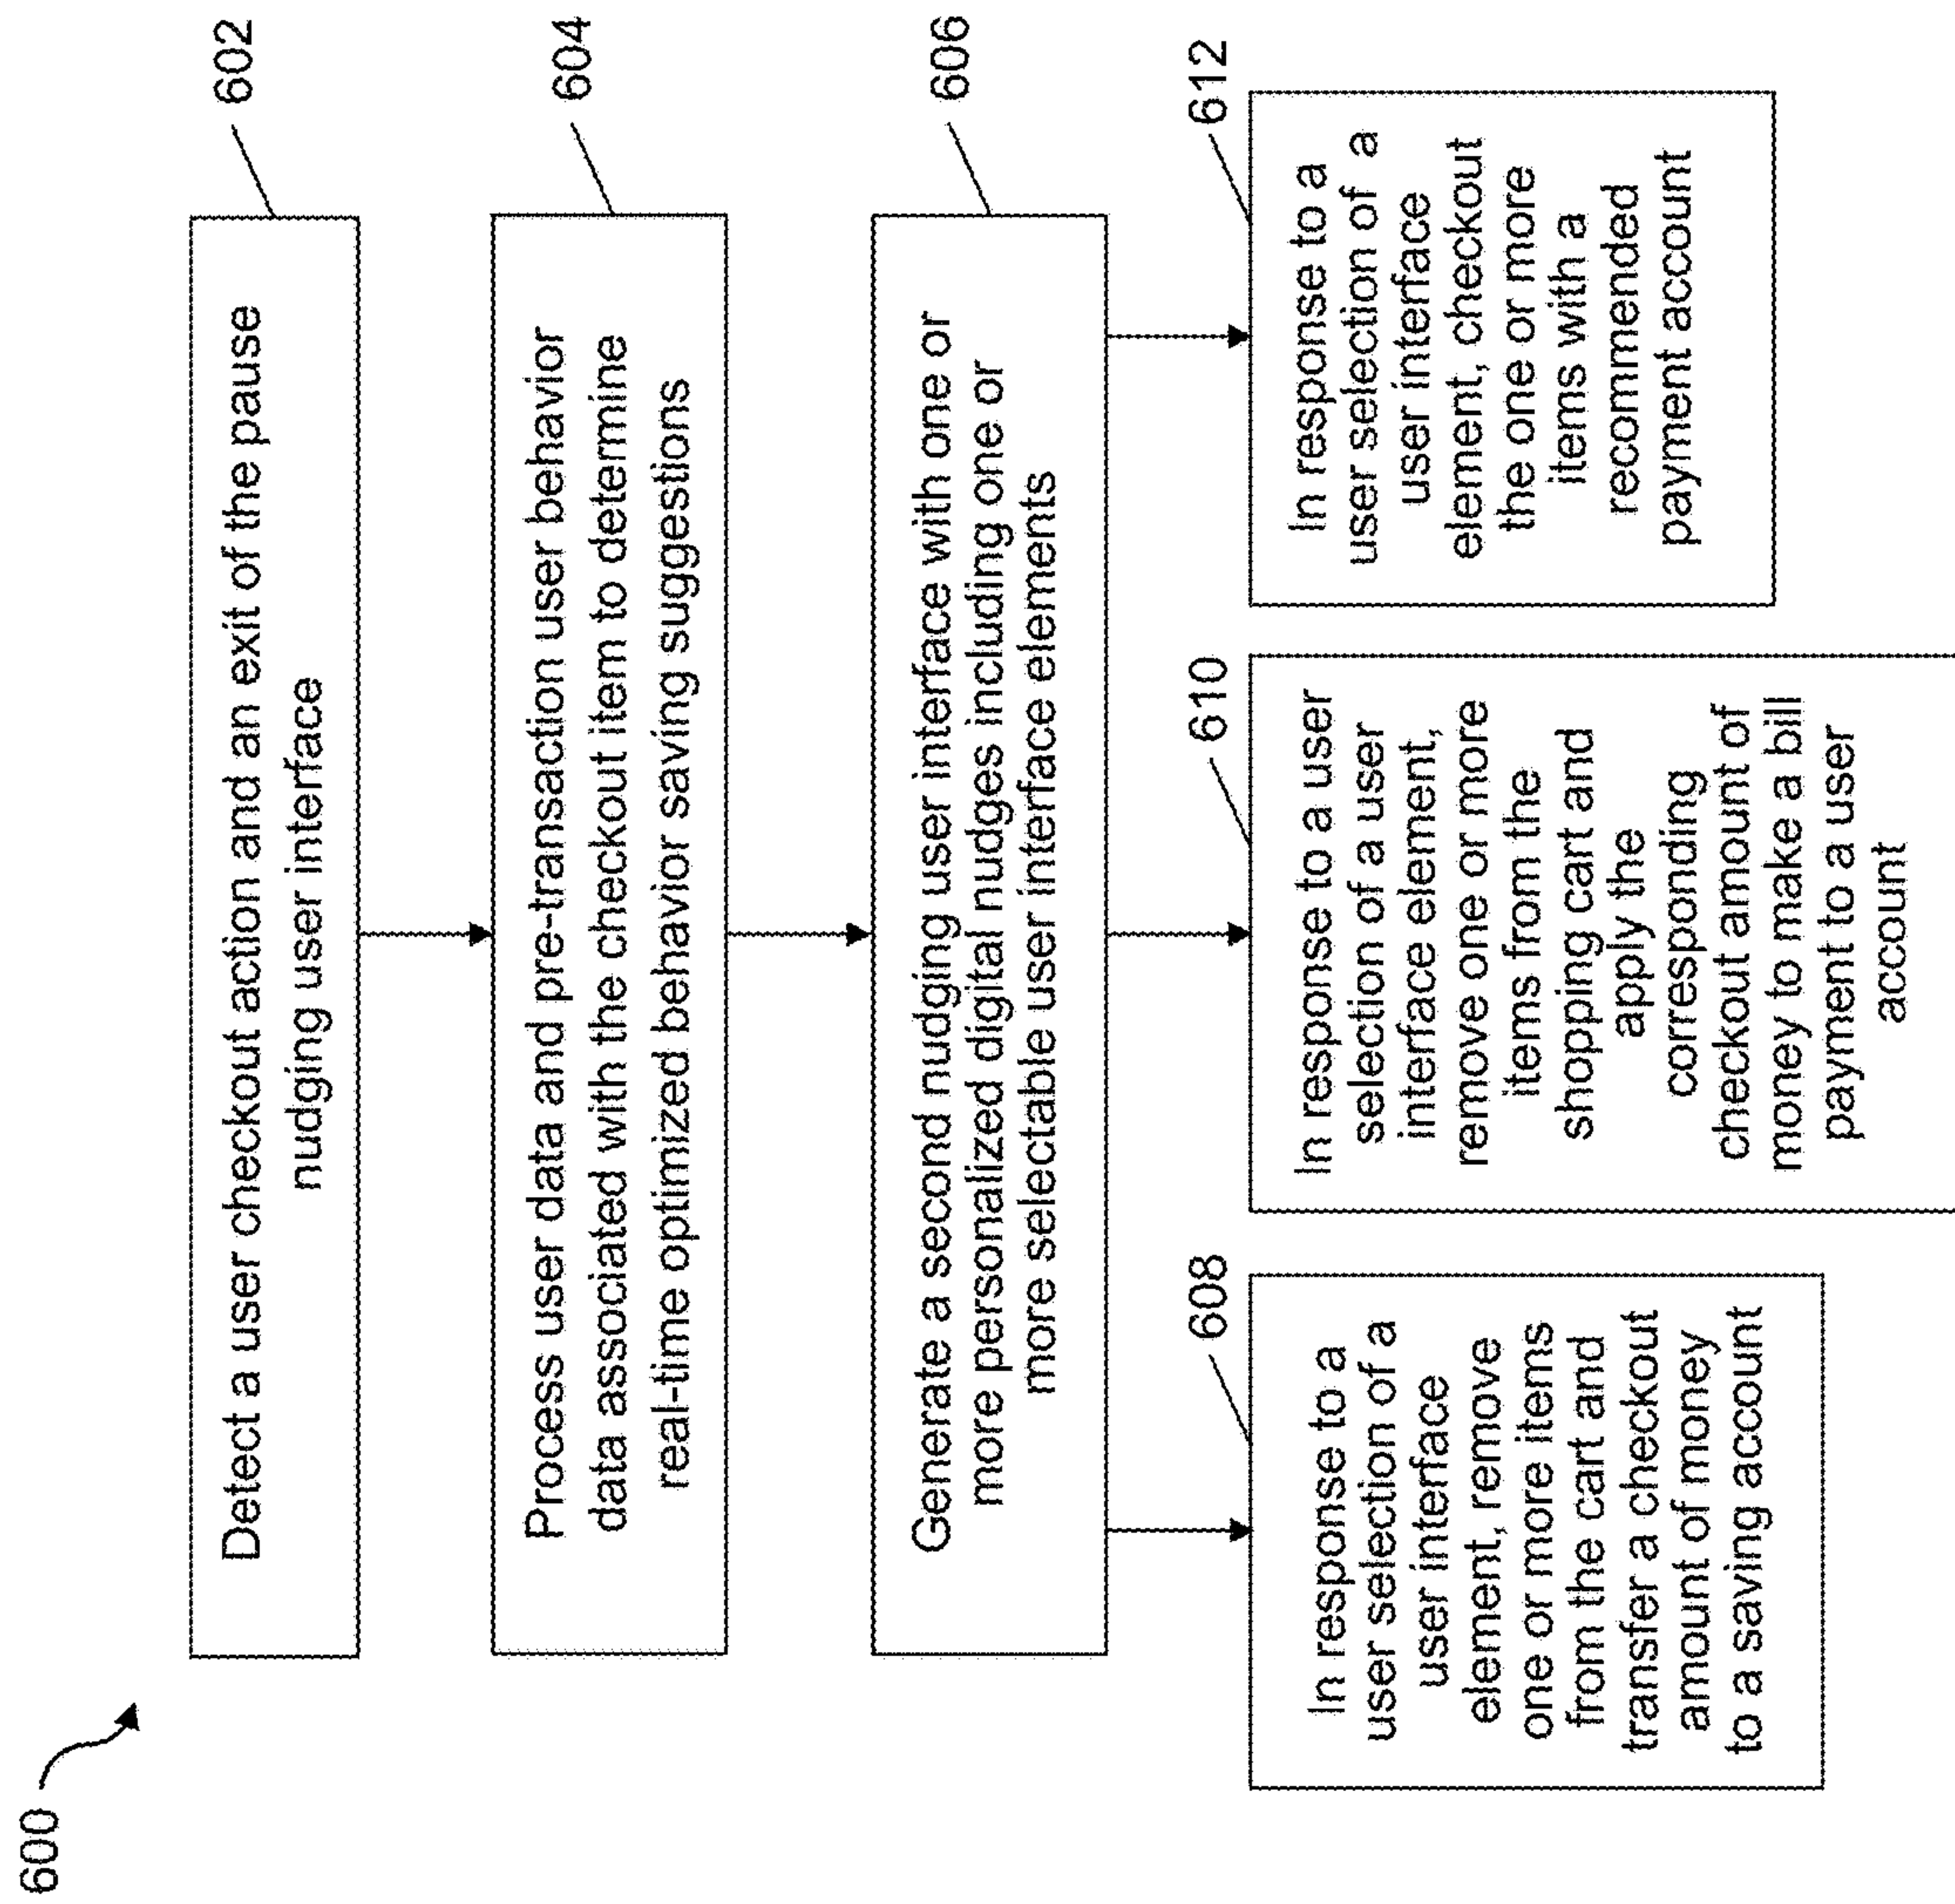 600
602
Detect a user checkout action and an exit of the pause
nudging user interface
604
Process user data and pre-transaction user behavior
data associated with the checkout item to determine
real-time optimized behavior saving suggestions
606
Generate a second nudging user interface with one or
more personalized digital nudges including one or
more selectable user interface elements
608
In response to a
user selection of a
user interface
element, remove
one or more items
from the cart and
transfer a checkout
amount of money
to a saving account
610
In response to a user
selection of a user
interface element,
remove one or more
items from the
shopping cart and
apply the
corresponding
checkout amount of
money to make a bill
payment to a user
account
612
In response to a
user selection of a
user interface
element, checkout
the one or more
items with a
recommended
payment account